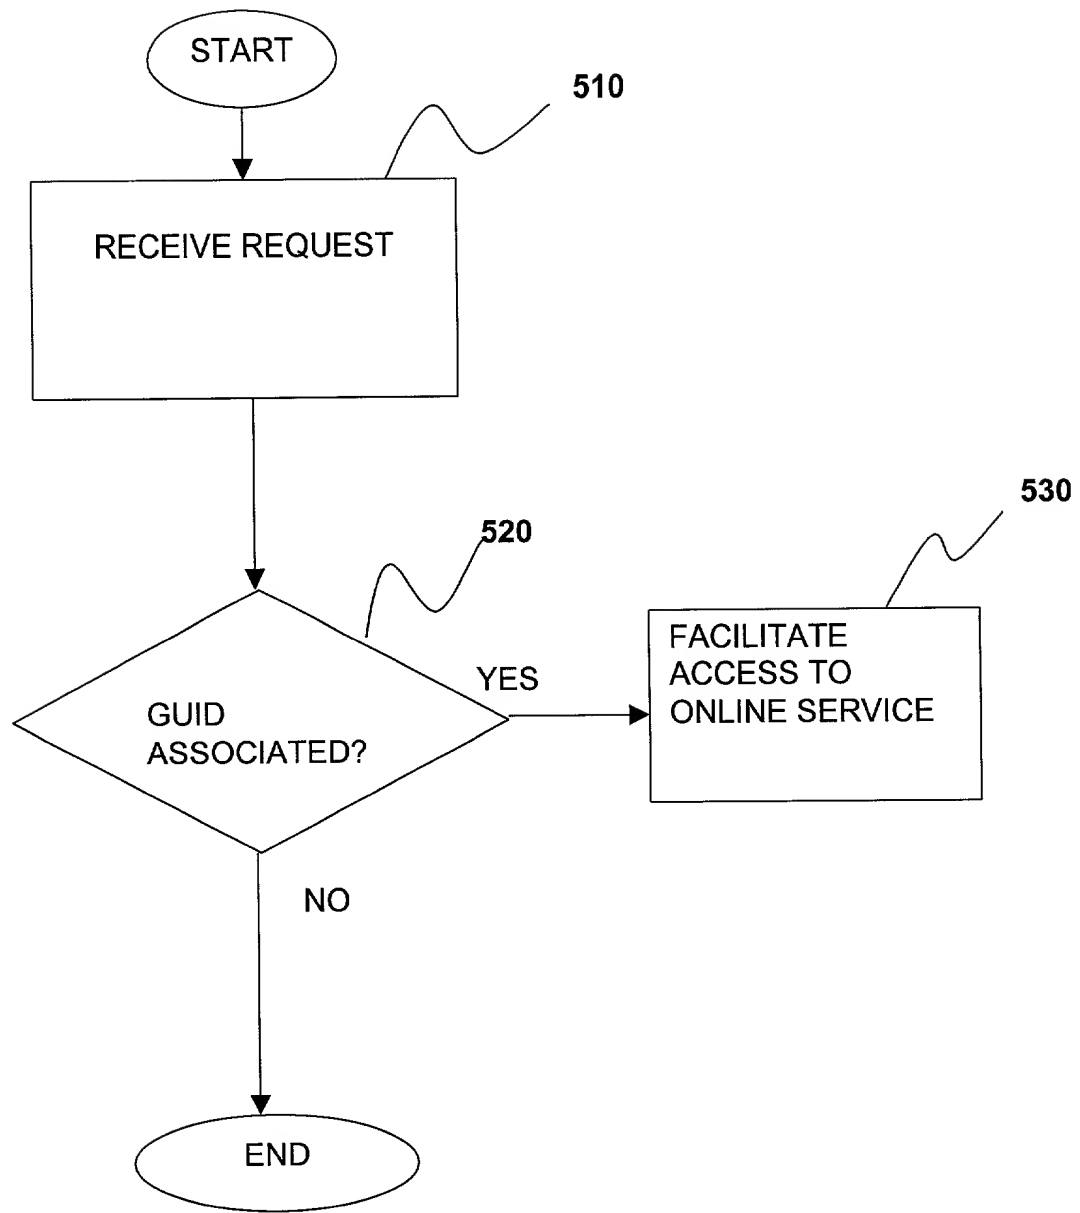 START
510
RECEIVE REQUEST
530
520
FACILITATE
ACCESS TO
ONLINE SERVICE
YES
GUID
ASSOCIATED?
NO
END